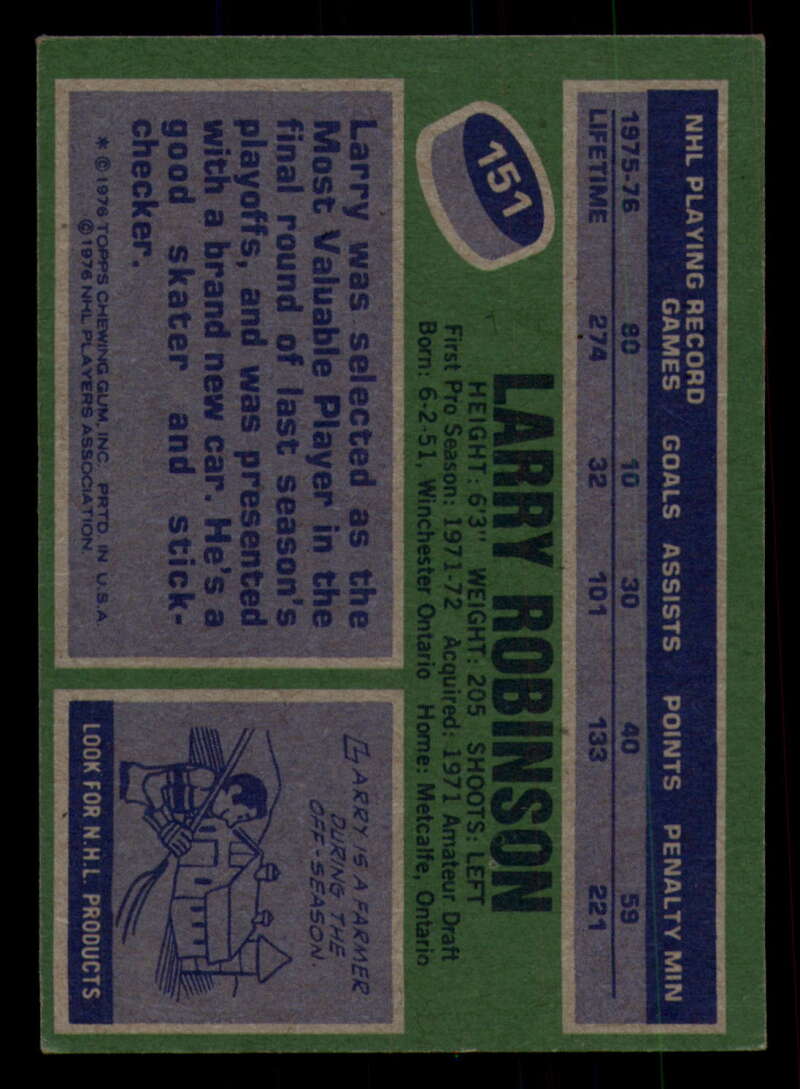 NHL PLAYING RECORD
GAMES GOALS ASSISTS POINTS PENALTY MIN
1975-76 80 10 30 40 59
LIFETIME 274 32 101 133 221
151
LARRY ROBINSON
HEIGHT: 6'3" WEIGHT: 205 SHOOTS: LEFT
First Pro Season: 1971-72 Acquired: 1971 Amateur Draft
Born: 6-2-51, Winchester Ontario Home: Metcalfe, Ontario
Larry was selected as the
Most Valuable Player in the
final round of last season's
playoffs, and was presented
with a brand new car. He's a
good skater and stick-
checker.
* © 1976 TOPPS CHEWING GUM, INC. PRTD. IN U.S.A
© 1976 NHL PLAYERS ASSOCIATION.
LARRY IS A FARMER
DURING THE
OFF-SEASON.
LOOK FOR N.H.L. PRODUCTS